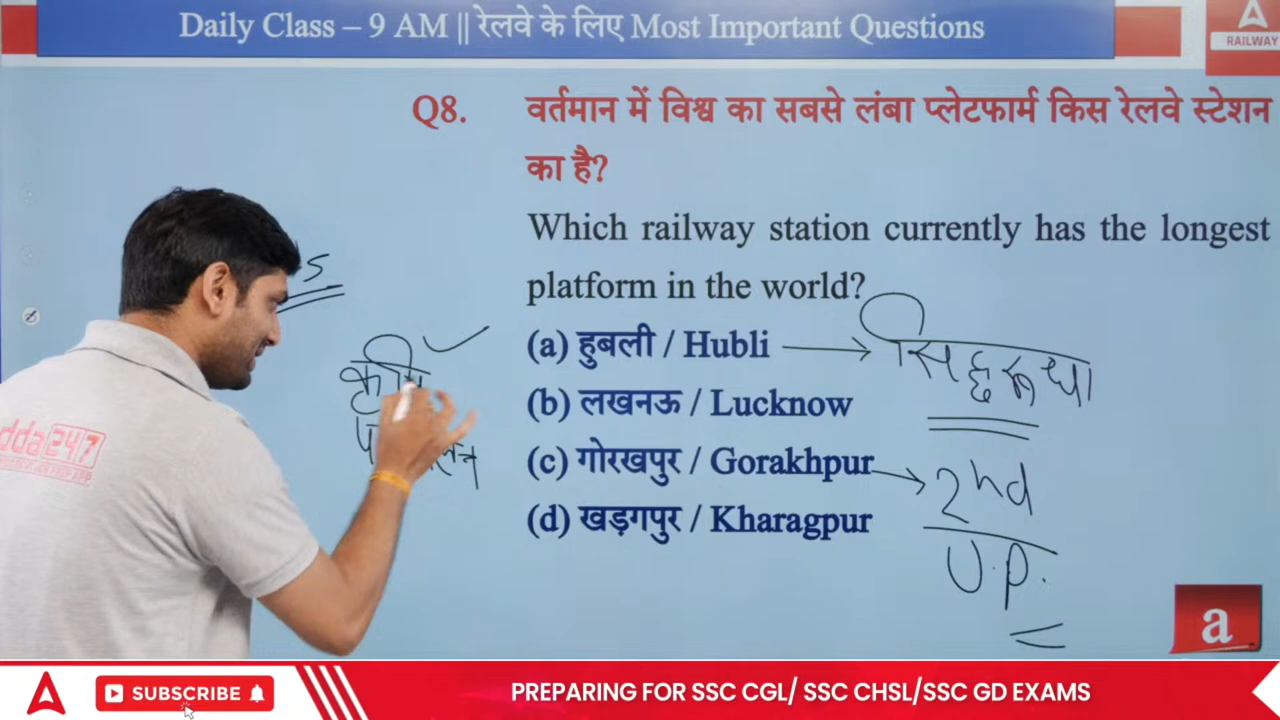 Daily Class – 9 AM || रेलवे के लिए Most Important Questions
RAILWAY
Q8. वर्तमान में विश्व का सबसे लंबा प्लेटफार्म किस रेलवे स्टेशन
का है?
Which railway station currently has the longest
platform in the world?
(a) हुबली / Hubli
(b) लखनऊ / Lucknow
(c) गोरखपुर / Gorakhpur
(d) खड़गपुर / Kharagpur
सिद्धरूधा
2nd
U.P.
S
a
SUBSCRIBE
PREPARING FOR SSC CGL/ SSC CHSL/SSC GD EXAMS